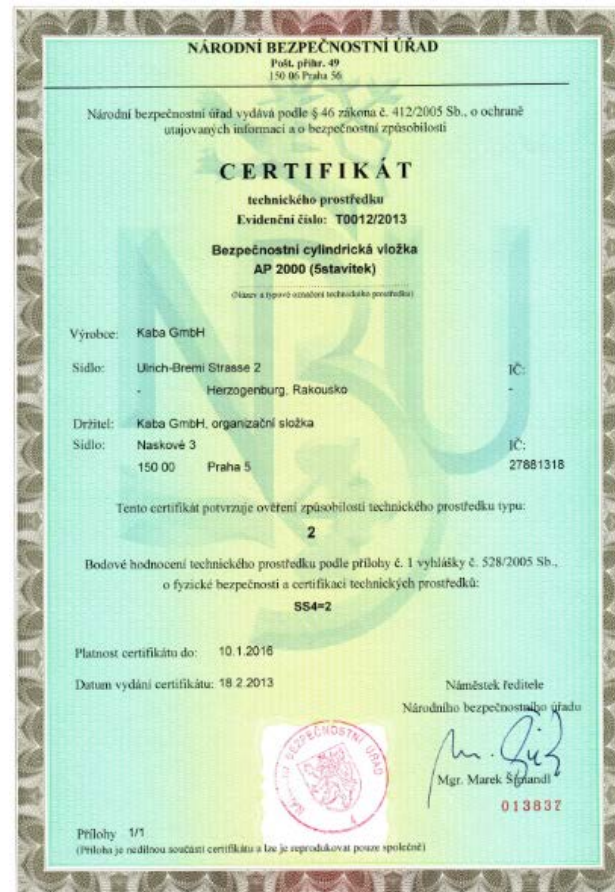 NÁRODNÍ BEZPEČNOSTNÍ ÚŘAD
Pošt. přihr. 49
150 06 Praha 56
Národní bezpečnostní úřad vydává podle § 46 zákona č. 412/2005 Sb., o ochraně
utajovaných informací a o bezpečnostní způsobilosti
CERTIFIKÁT
technického prostředku
Evidenční číslo: T0012/2013
Bezpečnostní cylindrická vložka
AP 2000 (5stavítek)
(Název a typové označení technického prostředku)
Výrobce: Kaba GmbH
Sídlo: Ulrich-Bremi Strasse 2 IČ:
- Herzogenburg, Rakousko -
Držitel: Kaba GmbH, organizační složka
Sídlo: Naskové 3 IČ:
150 00 Praha 5 27881318
Tento certifikát potvrzuje ověření způsobilosti technického prostředku typu:
2
Bodové hodnocení technického prostředku podle přílohy č. 1 vyhlášky č. 528/2005 Sb.,
o fyzické bezpečnosti a certifikaci technických prostředků:
SS4=2
Platnost certifikátu do: 10.1.2016
Datum vydání certifikátu: 18.2.2013 Náměstek ředitele
Národního bezpečnostního úřadu
Mgr. Marek
013837
Přílohy 1/1
(Příloha je nedílnou součástí certifikátu a lze je reprodukovat pouze společně)
NBÚ
BEZPEČNOSTNÍ ÚŘAD